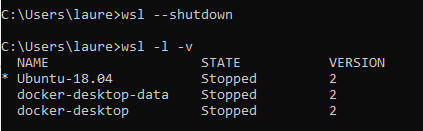 C:\Users\laure>wsl --shutdown
C:\Users\laure>wsl -l -v
  NAME                   STATE           VERSION
* Ubuntu-18.04           Stopped         2
  docker-desktop-data    Stopped         2
  docker-desktop         Stopped         2